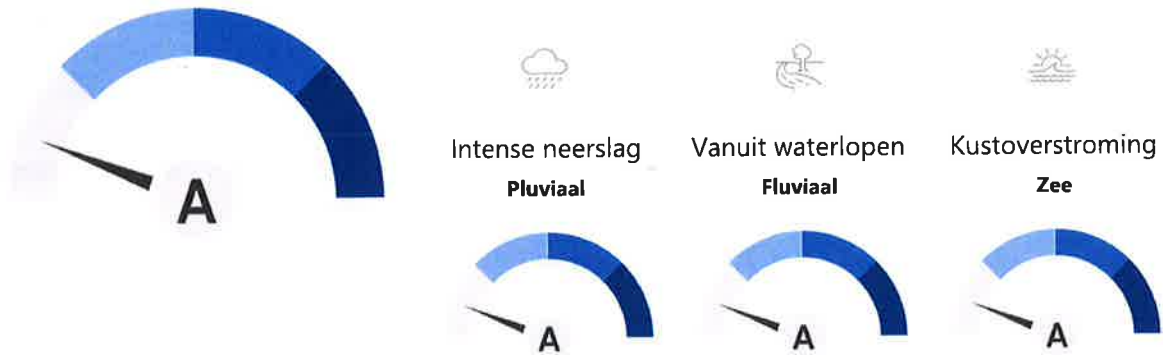 A
Intense neerslag
Pluviaal
A
Vanuit waterlopen
Fluviaal
A
Kustoverstroming
Zee
A